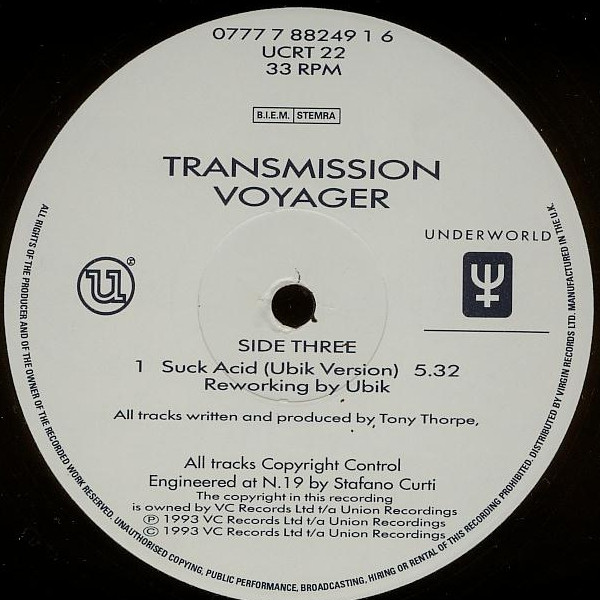 0777 7 88249 1 6
UCRT 22
33 RPM
B.I.E.M. STEMRA
TRANSMISSION
VOYAGER
UNDERWORLD
u®
SIDE THREE
1 Suck Acid (Ubik Version) 5.32
Reworking by Ubik
All tracks written and produced by Tony Thorpe,
All tracks Copyright Control
Engineered at N.19 by Stafano Curti
The copyright in this recording
is owned by VC Records Ltd t/a Union Recordings
Ⓟ 1993 VC Records Ltd t/a Union Recordings
© 1993 VC Records Ltd t/a Union Recordings
ALL RIGHTS OF THE PRODUCER AND OF THE OWNER OF THE RECORDED WORK RESERVED. UNAUTHORISED COPYING, PUBLIC PERFORMANCE, BROADCASTING, HIRING OR RENTAL OF THIS RECORDING PROHIBITED. DISTRIBUTED BY VIRGIN RECORDS LTD. MANUFACTURED IN THE U.K.